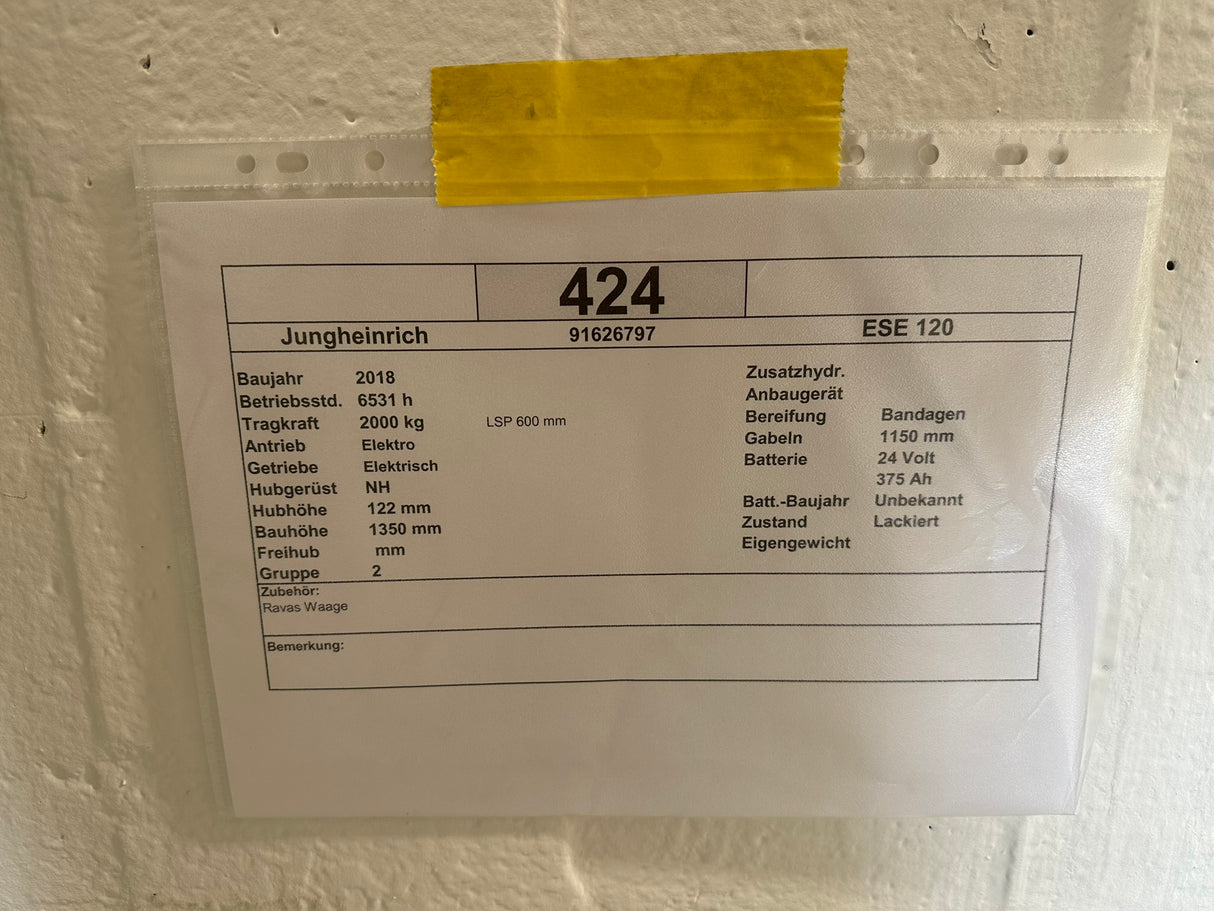 424
Jungheinrich 91626797 ESE 120
Baujahr 2018 Zusatzhydr.
Betriebsstd. 6531 h Anbaugerät
Tragkraft 2000 kg LSP 600 mm Bereifung Bandagen
Antrieb Elektro Gabeln 1150 mm
Getriebe Elektrisch Batterie 24 Volt
Hubgerüst NH 375 Ah
Hubhöhe 122 mm Batt.-Baujahr Unbekannt
Bauhöhe 1350 mm Zustand Lackiert
Freihub mm Eigengewicht
Gruppe 2
Zubehör:
Ravas Waage
Bemerkung: